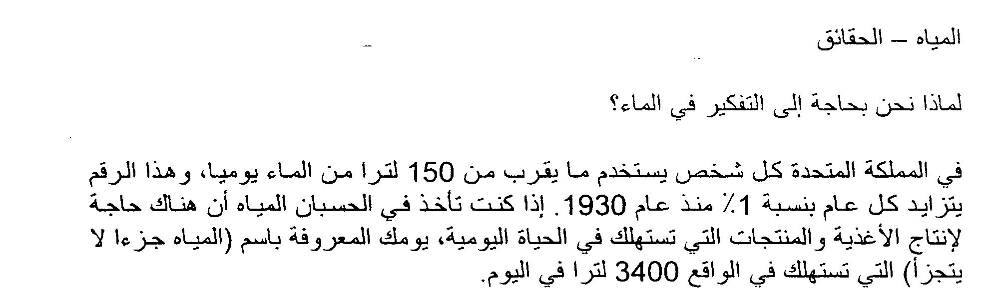 المياه – الحقائق
لماذا نحن بحاجة إلى التفكير في الماء؟
في المملكة المتحدة كل شخص يستخدم ما يقرب من 150 لترا من الماء يوميا، وهذا الرقم
يتزايد كل عام بنسبة 1٪ منذ عام 1930. إذا كنت تأخذ في الحسبان المياه أن هناك حاجة
لإنتاج الأغذية والمنتجات التي تستهلك في الحياة اليومية، يومك المعروفة باسم (المياه جزءا لا
يتجزأ) التي تستهلك في الواقع 3400 لترا في اليوم.